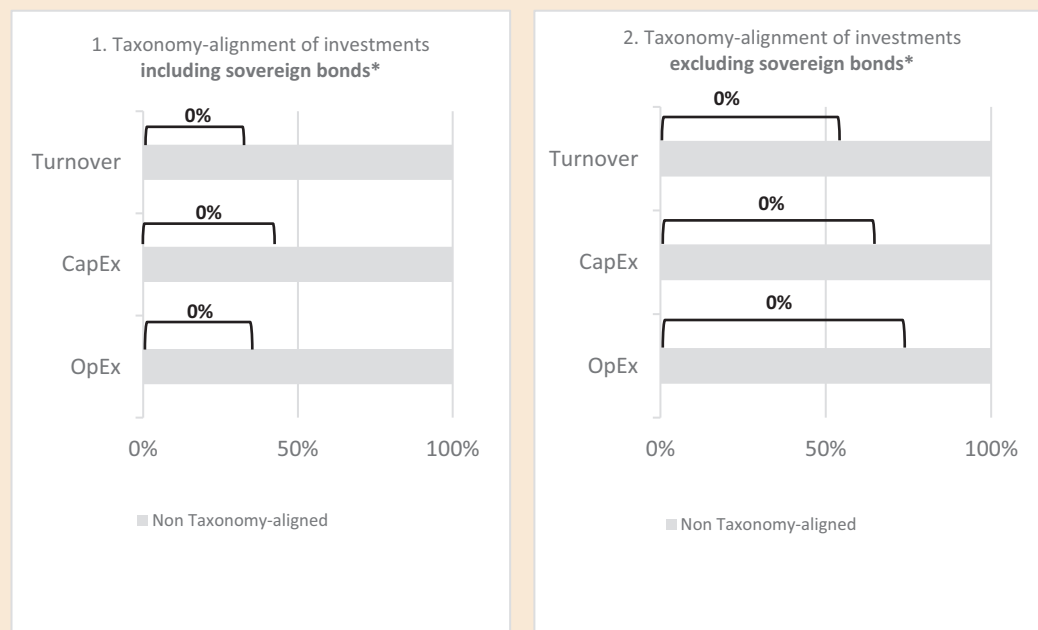 1. Taxonomy-alignment of investments
including sovereign bonds*
0%
Turnover
0%
CapEx
0%
OpEx
0%
50%
100%
Non Taxonomy-aligned
2. Taxonomy-alignment of investments
excluding sovereign bonds*
0%
Turnover
0%
CapEx
0%
OpEx
0%
50%
100%
Non Taxonomy-aligned